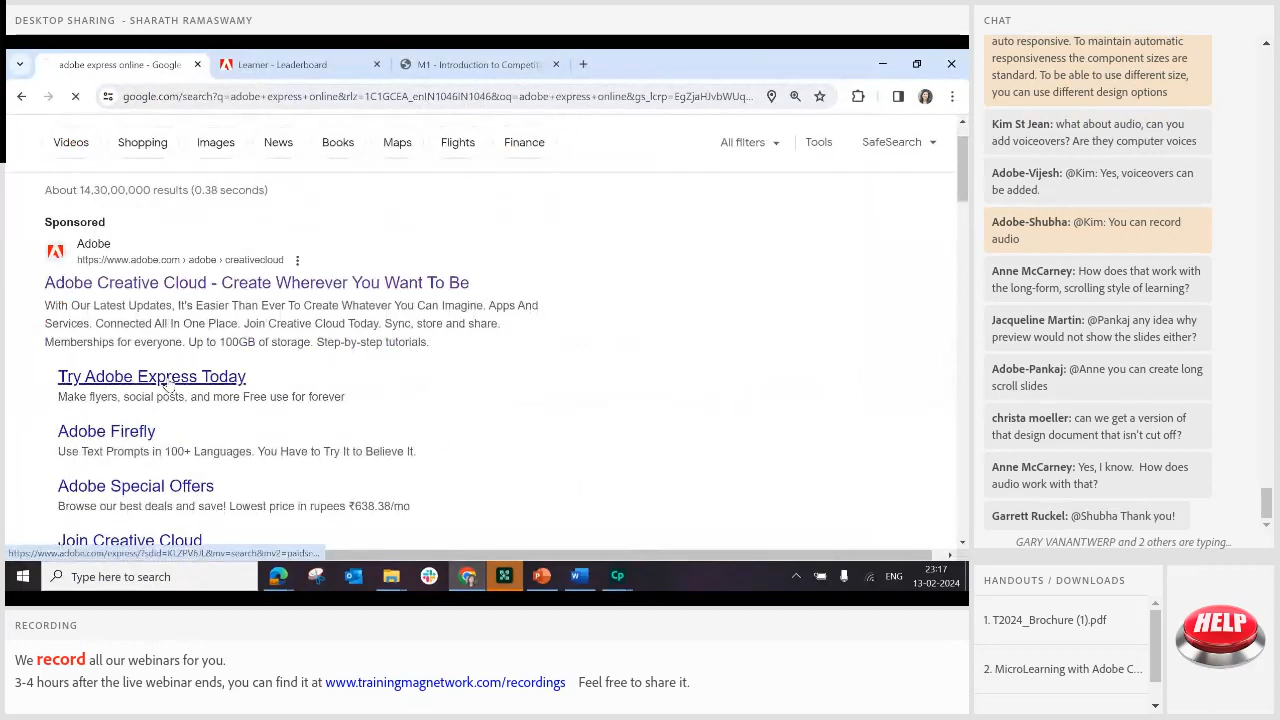 DESKTOP SHARING - SHARATH RAMASWAMY
adobe express online - Google
Learner - Leaderboard
M1 - Introduction to Competit
google.com/search?q=adobe+express+online&rlz=1C1GCEA_enIN1046IN1046&oq=adobe+express+online&gs_lcrp=EgZjaHJvbWUq...
Videos Shopping Images News Books Maps Flights Finance All filters Tools SafeSearch
About 14,30,00,000 results (0.38 seconds)
Sponsored
Adobe
https://www.adobe.com › adobe › creativecloud
Adobe Creative Cloud - Create Wherever You Want To Be
With Our Latest Updates, It's Easier Than Ever To Create Whatever You Can Imagine. Apps And
Services. Connected All In One Place. Join Creative Cloud Today. Sync, store and share.
Memberships for everyone. Up to 100GB of storage. Step-by-step tutorials.
Try Adobe Express Today
Make flyers, social posts, and more Free use for forever
Adobe Firefly
Use Text Prompts in 100+ Languages. You Have to Try It to Believe It.
Adobe Special Offers
Browse our best deals and save! Lowest price in rupees ₹638.38/mo
Join Creative Cloud
Type here to search
Cp
ENG
23:17
13-02-2024
CHAT
auto responsive. To maintain automatic
responsiveness the component sizes are
standard. To be able to use different size,
you can use different design options
Kim St Jean: what about audio, can you
add voiceovers? Are they computer voices
Adobe-Vijesh: @Kim: Yes, voiceovers can
be added.
Adobe-Shubha: @Kim: You can record
audio
Anne McCarney: How does that work with
the long-form, scrolling style of learning?
Jacqueline Martin: @Pankaj any idea why
preview would not show the slides either?
Adobe-Pankaj: @Anne you can create long
scroll slides
christa moeller: can we get a version of
that design document that isn't cut off?
Anne McCarney: Yes, I know. How does
audio work with that?
Garrett Ruckel: @Shubha Thank you!
GARY VANANTWERP and 2 others are typing...
HANDOUTS / DOWNLOADS
1. T2024_Brochure (1).pdf
2. MicroLearning with Adobe C...
HELP
RECORDING
We record all our webinars for you.
3-4 hours after the live webinar ends, you can find it at www.trainingmagnetwork.com/recordings Feel free to share it.